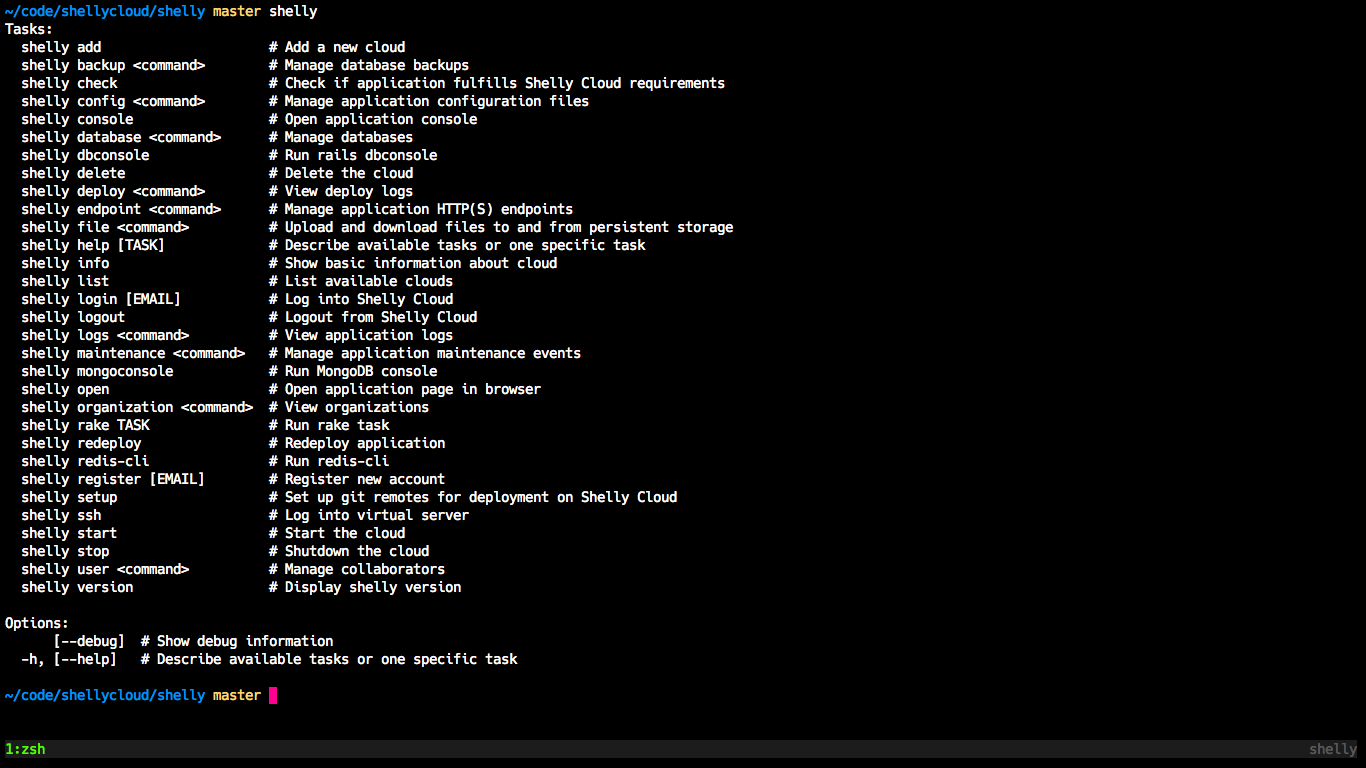 ~/code/shellycloud/shelly master shelly
Tasks:
  shelly add                     # Add a new cloud
  shelly backup <command>        # Manage database backups
  shelly check                   # Check if application fulfills Shelly Cloud requirements
  shelly config <command>        # Manage application configuration files
  shelly console                 # Open application console
  shelly database <command>      # Manage databases
  shelly dbconsole               # Run rails dbconsole
  shelly delete                  # Delete the cloud
  shelly deploy <command>        # View deploy logs
  shelly endpoint <command>      # Manage application HTTP(S) endpoints
  shelly file <command>          # Upload and download files to and from persistent storage
  shelly help [TASK]             # Describe available tasks or one specific task
  shelly info                    # Show basic information about cloud
  shelly list                    # List available clouds
  shelly login [EMAIL]           # Log into Shelly Cloud
  shelly logout                  # Logout from Shelly Cloud
  shelly logs <command>          # View application logs
  shelly maintenance <command>   # Manage application maintenance events
  shelly mongoconsole            # Run MongoDB console
  shelly open                    # Open application page in browser
  shelly organization <command>  # View organizations
  shelly rake TASK               # Run rake task
  shelly redeploy                # Redeploy application
  shelly redis-cli               # Run redis-cli
  shelly register [EMAIL]        # Register new account
  shelly setup                   # Set up git remotes for deployment on Shelly Cloud
  shelly ssh                     # Log into virtual server
  shelly start                   # Start the cloud
  shelly stop                    # Shutdown the cloud
  shelly user <command>          # Manage collaborators
  shelly version                 # Display shelly version

Options:
      [--debug]  # Show debug information
  -h, [--help]   # Describe available tasks or one specific task

~/code/shellycloud/shelly master
1:zsh shelly